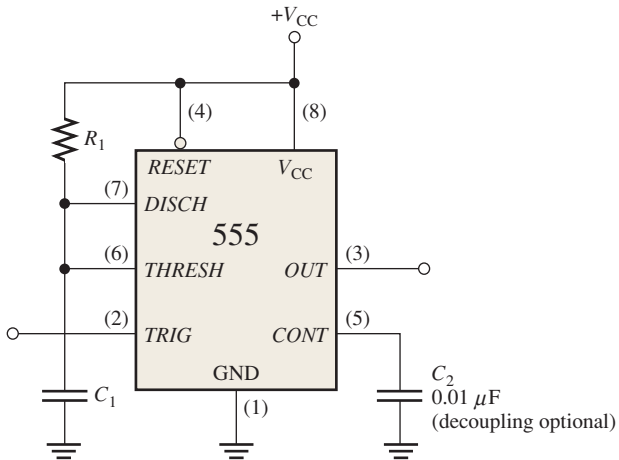 +V_CC
(4)
(8)
R_1
RESET
V_CC
(7)
DISCH
555
(6)
THRESH
OUT
(3)
(2)
TRIG
CONT
(5)
GND
C_1
(1)
C_2
0.01 μF
(decoupling optional)